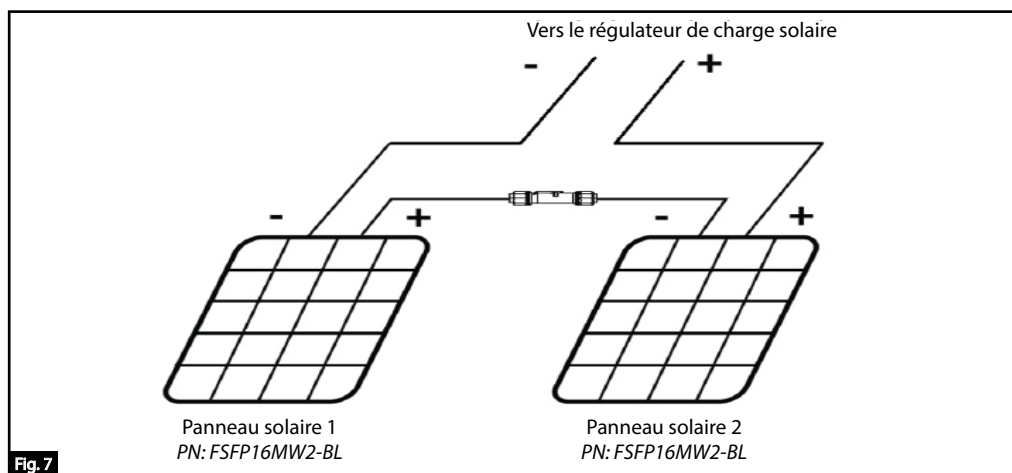 Vers le régulateur de charge solaire
- +
- + - +
Panneau solaire 1
PN: FSFP16MW2-BL
Panneau solaire 2
PN: FSFP16MW2-BL
Fig. 7